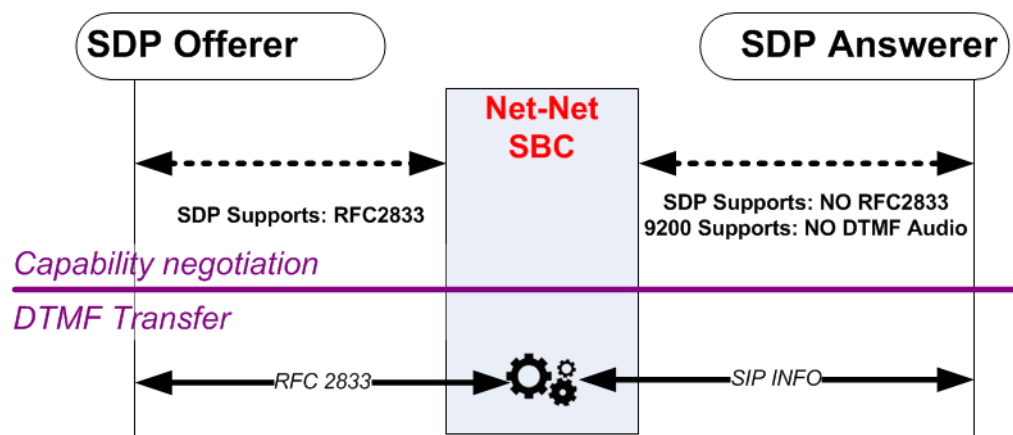 SDP Offerer
SDP Answerer
Net-Net
SBC
SDP Supports: RFC2833
SDP Supports: NO RFC2833
9200 Supports: NO DTMF Audio
Capability negotiation
DTMF Transfer
RFC 2833
SIP INFO